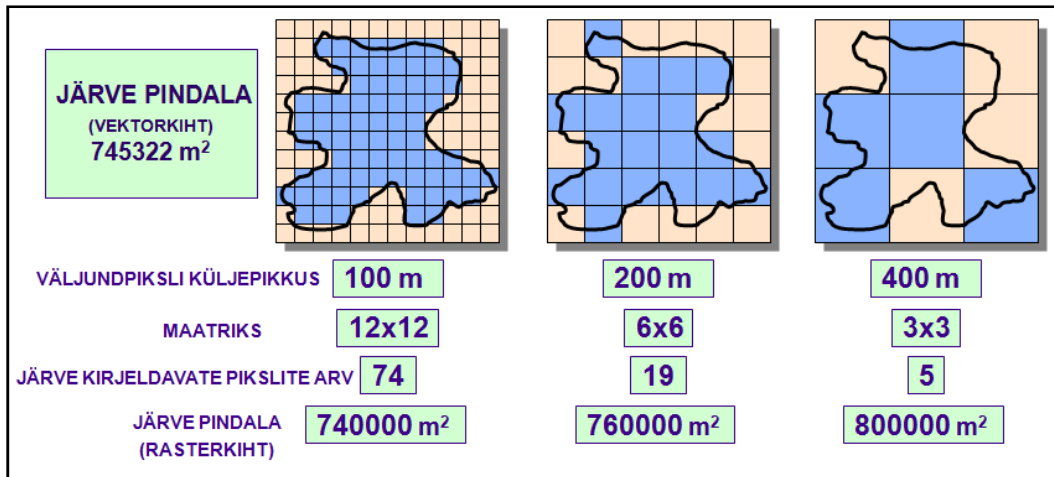 JÄRVE PINDALA
(VEKTORKIHT)
745322 m²
VÄLJUNDPIKSLI KÜLJEPIKKUS 100 m 200 m 400 m
MAATRIKS 12x12 6x6 3x3
JÄRVE KIRJELDAVATE PIKSLITE ARV 74 19 5
JÄRVE PINDALA 740000 m² 760000 m² 800000 m²
(RASTERKIHT)